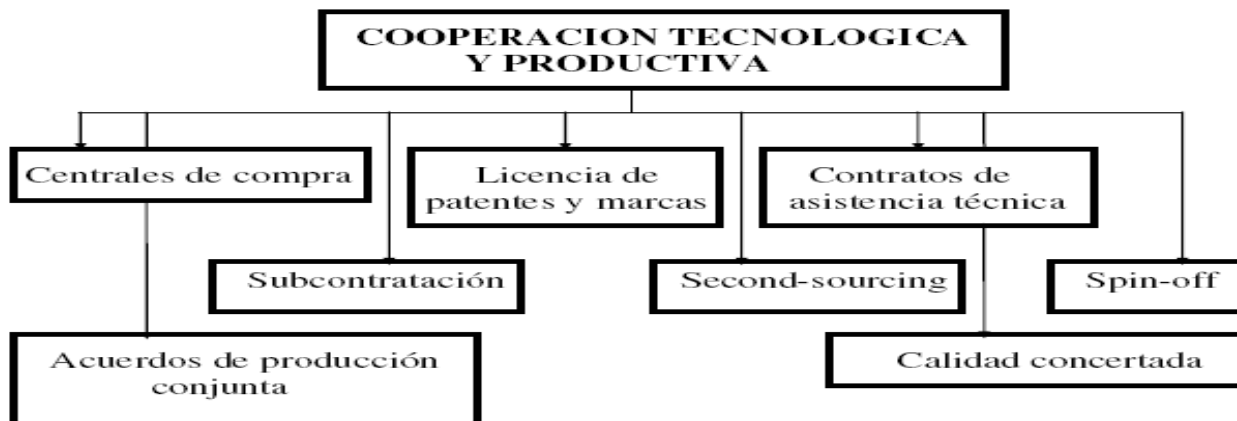 COOPERACION TECNOLOGICA
Y PRODUCTIVA
Centrales de compra
Licencia de
patentes y marcas
Contratos de
asistencia técnica
Subcontratación
Second-sourcing
Spin-off
Acuerdos de producción
conjunta
Calidad concertada